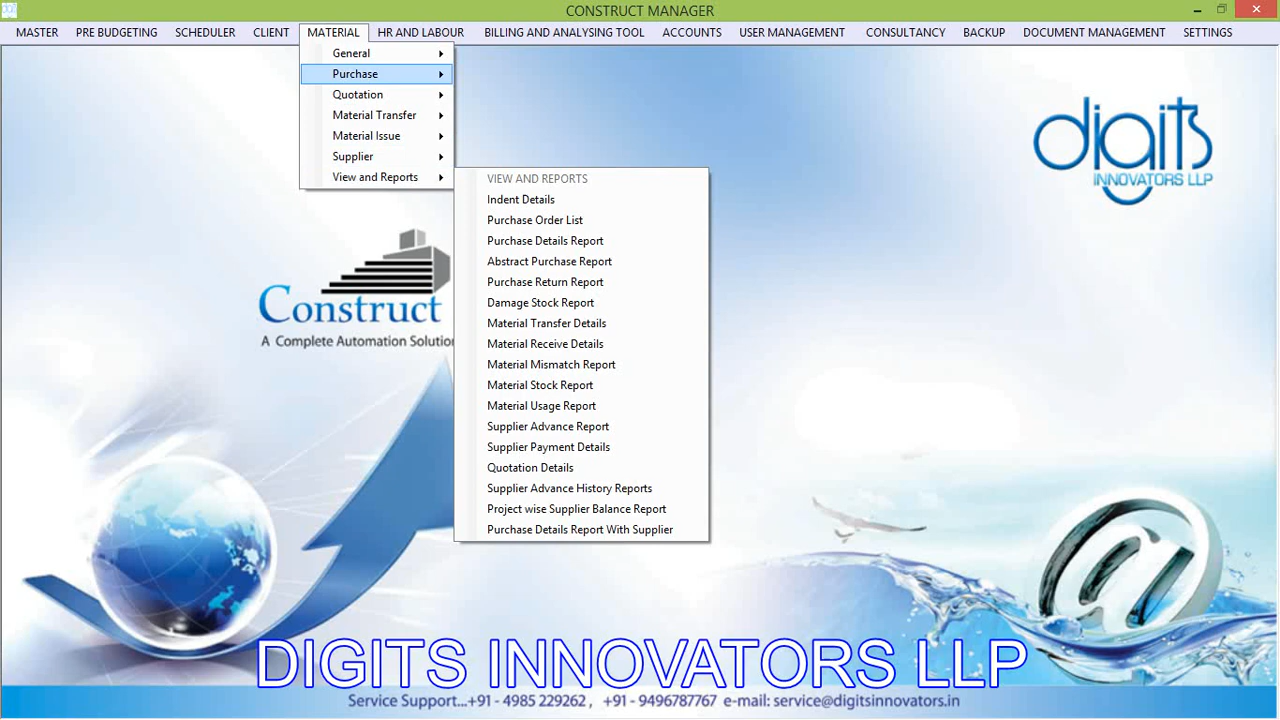 CONSTRUCT MANAGER
MASTER PRE BUDGETING SCHEDULER CLIENT MATERIAL HR AND LABOUR BILLING AND ANALYSING TOOL ACCOUNTS USER MANAGEMENT CONSULTANCY BACKUP DOCUMENT MANAGEMENT SETTINGS
General
Purchase
Quotation
Material Transfer
Material Issue
Supplier
View and Reports
VIEW AND REPORTS
Indent Details
Purchase Order List
Purchase Details Report
Abstract Purchase Report
Purchase Return Report
Damage Stock Report
Material Transfer Details
Material Receive Details
Material Mismatch Report
Material Stock Report
Material Usage Report
Supplier Advance Report
Supplier Payment Details
Quotation Details
Supplier Advance History Reports
Project wise Supplier Balance Report
Purchase Details Report With Supplier
digits
INNOVATORS LLP
Construct
A Complete Automation Solution
@
DIGITS INNOVATORS LLP
Service Support...+91 - 4985 229262 , +91 - 9496787767 e-mail: service@digitsinnovators.in